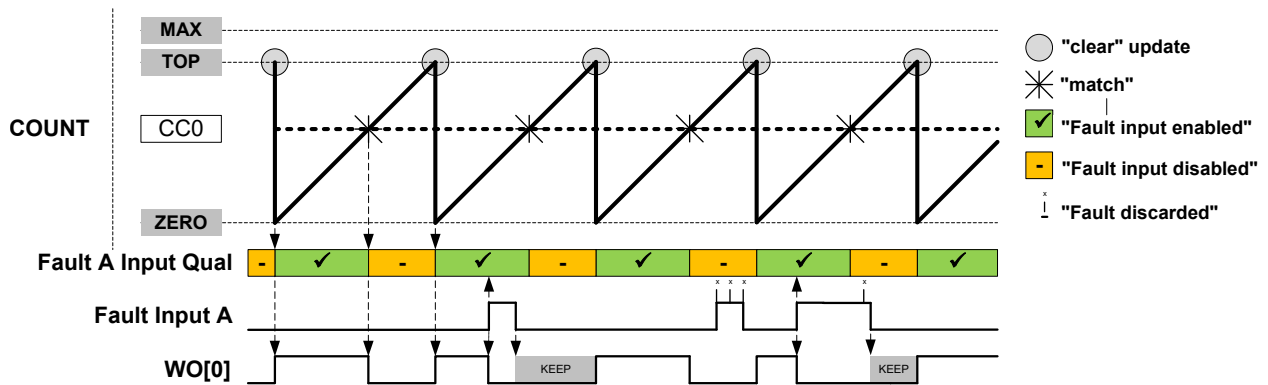 MAX
"clear" update
TOP
"match"
COUNT
CC0
✓ "Fault input enabled"
- "Fault input disabled"
x
"Fault discarded"
ZERO
Fault A Input Qual - ✓ - ✓ - ✓ - ✓ - ✓
x x x x
Fault Input A
WO[0] KEEP KEEP